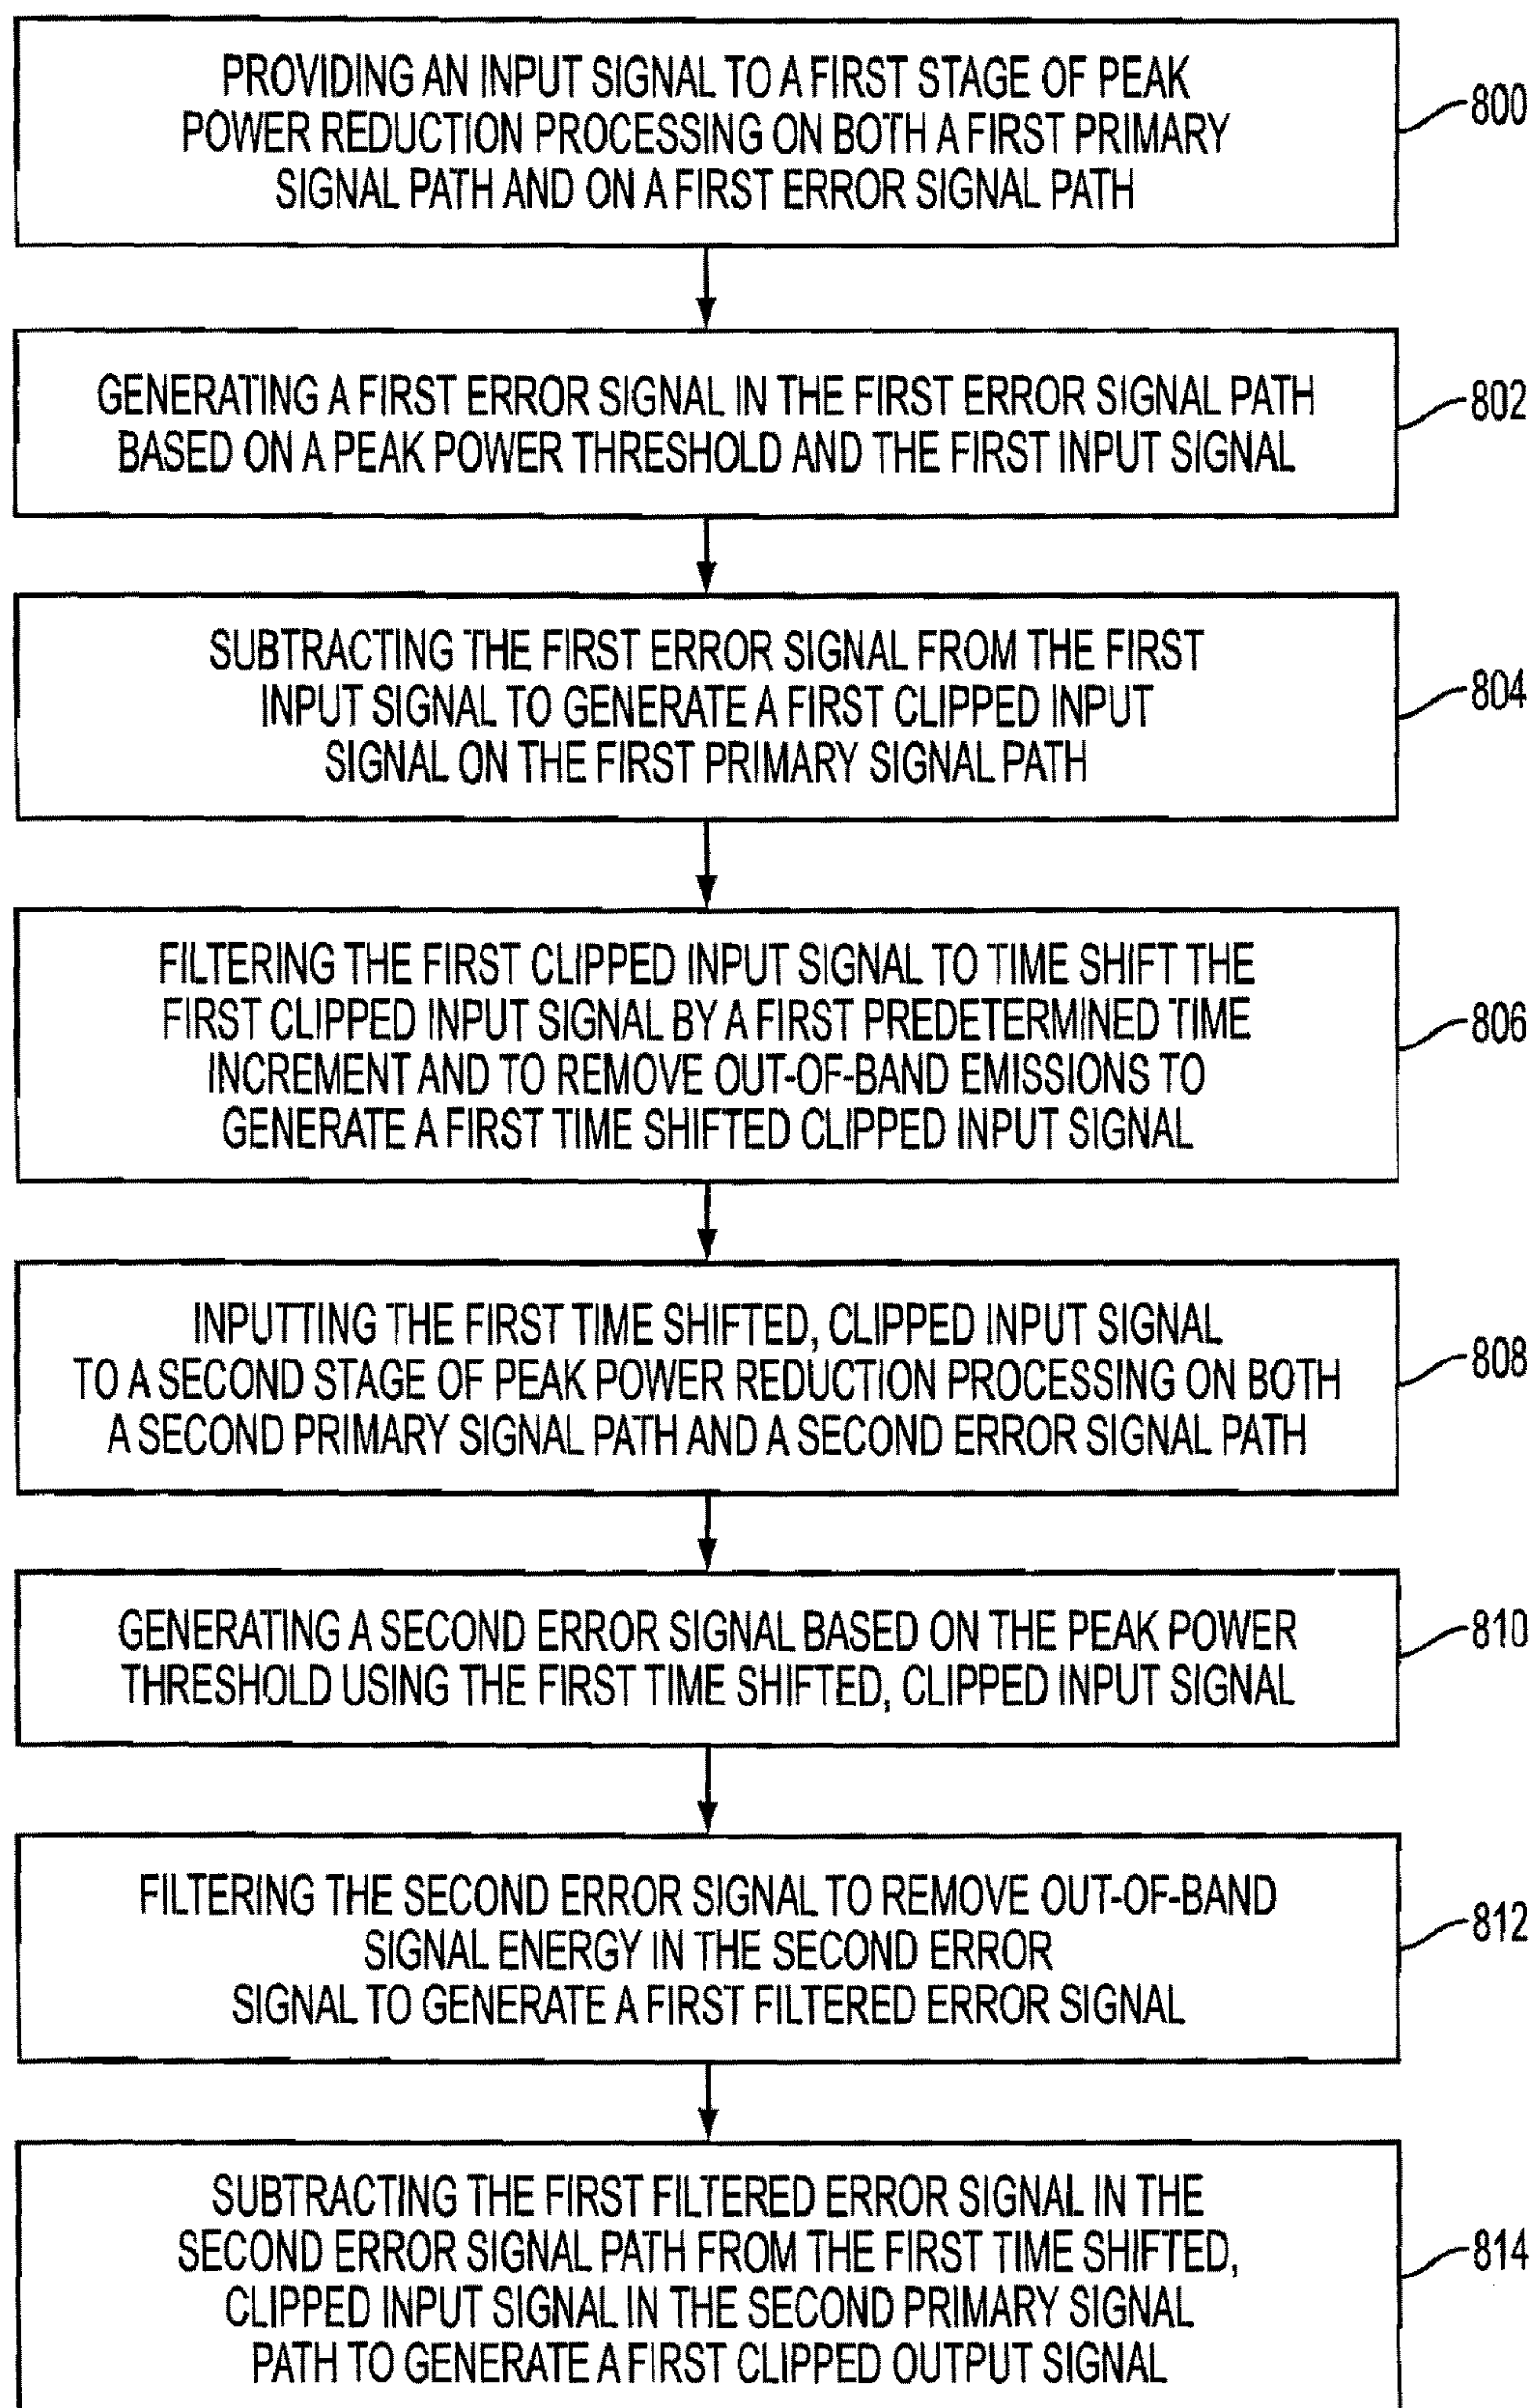 PROVIDING AN INPUT SIGNAL TO A FIRST STAGE OF PEAK
POWER REDUCTION PROCESSING ON BOTH A FIRST PRIMARY
SIGNAL PATH AND ON A FIRST ERROR SIGNAL PATH
800
GENERATING A FIRST ERROR SIGNAL IN THE FIRST ERROR SIGNAL PATH
BASED ON A PEAK POWER THRESHOLD AND THE FIRST INPUT SIGNAL
802
SUBTRACTING THE FIRST ERROR SIGNAL FROM THE FIRST
INPUT SIGNAL TO GENERATE A FIRST CLIPPED INPUT
SIGNAL ON THE FIRST PRIMARY SIGNAL PATH
804
FILTERING THE FIRST CLIPPED INPUT SIGNAL TO TIME SHIFT THE
FIRST CLIPPED INPUT SIGNAL BY A FIRST PREDETERMINED TIME
INCREMENT AND TO REMOVE OUT-OF-BAND EMISSIONS TO
GENERATE A FIRST TIME SHIFTED CLIPPED INPUT SIGNAL
806
INPUTTING THE FIRST TIME SHIFTED, CLIPPED INPUT SIGNAL
TO A SECOND STAGE OF PEAK POWER REDUCTION PROCESSING ON BOTH
A SECOND PRIMARY SIGNAL PATH AND A SECOND ERROR SIGNAL PATH
808
GENERATING A SECOND ERROR SIGNAL BASED ON THE PEAK POWER
THRESHOLD USING THE FIRST TIME SHIFTED, CLIPPED INPUT SIGNAL
810
FILTERING THE SECOND ERROR SIGNAL TO REMOVE OUT-OF-BAND
SIGNAL ENERGY IN THE SECOND ERROR
SIGNAL TO GENERATE A FIRST FILTERED ERROR SIGNAL
812
SUBTRACTING THE FIRST FILTERED ERROR SIGNAL IN THE
SECOND ERROR SIGNAL PATH FROM THE FIRST TIME SHIFTED,
CLIPPED INPUT SIGNAL IN THE SECOND PRIMARY SIGNAL
PATH TO GENERATE A FIRST CLIPPED OUTPUT SIGNAL
814